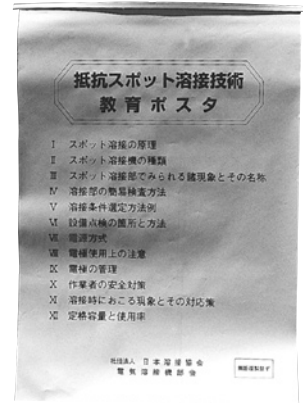 抵抗スポット溶接技術
教育ポスタ
I スポット溶接の原理
II スポット溶接機の種類
III スポット溶接部でみられる諸現象とその名称
IV 溶接部の簡易検査方法
V 溶接条件選定方法例
VI 設備点検の箇所と方法
VII 電源方式
VIII 電極使用上の注意
IX 電極の管理
X 作業者の安全対策
XI 溶接時におこる現象とその対応策
XII 定格容量と使用率
社団法人 日本溶接協会
電気溶接機部会